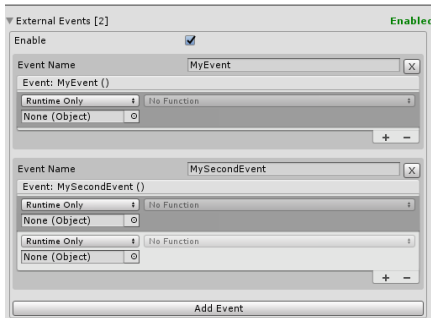 External Events [2] Enabled
Enable
Event Name MyEvent X
Event: MyEvent ()
Runtime Only No Function
None (Object)
+ −
Event Name MySecondEvent X
Event: MySecondEvent ()
Runtime Only No Function
None (Object)
Runtime Only No Function
None (Object)
+ −
Add Event